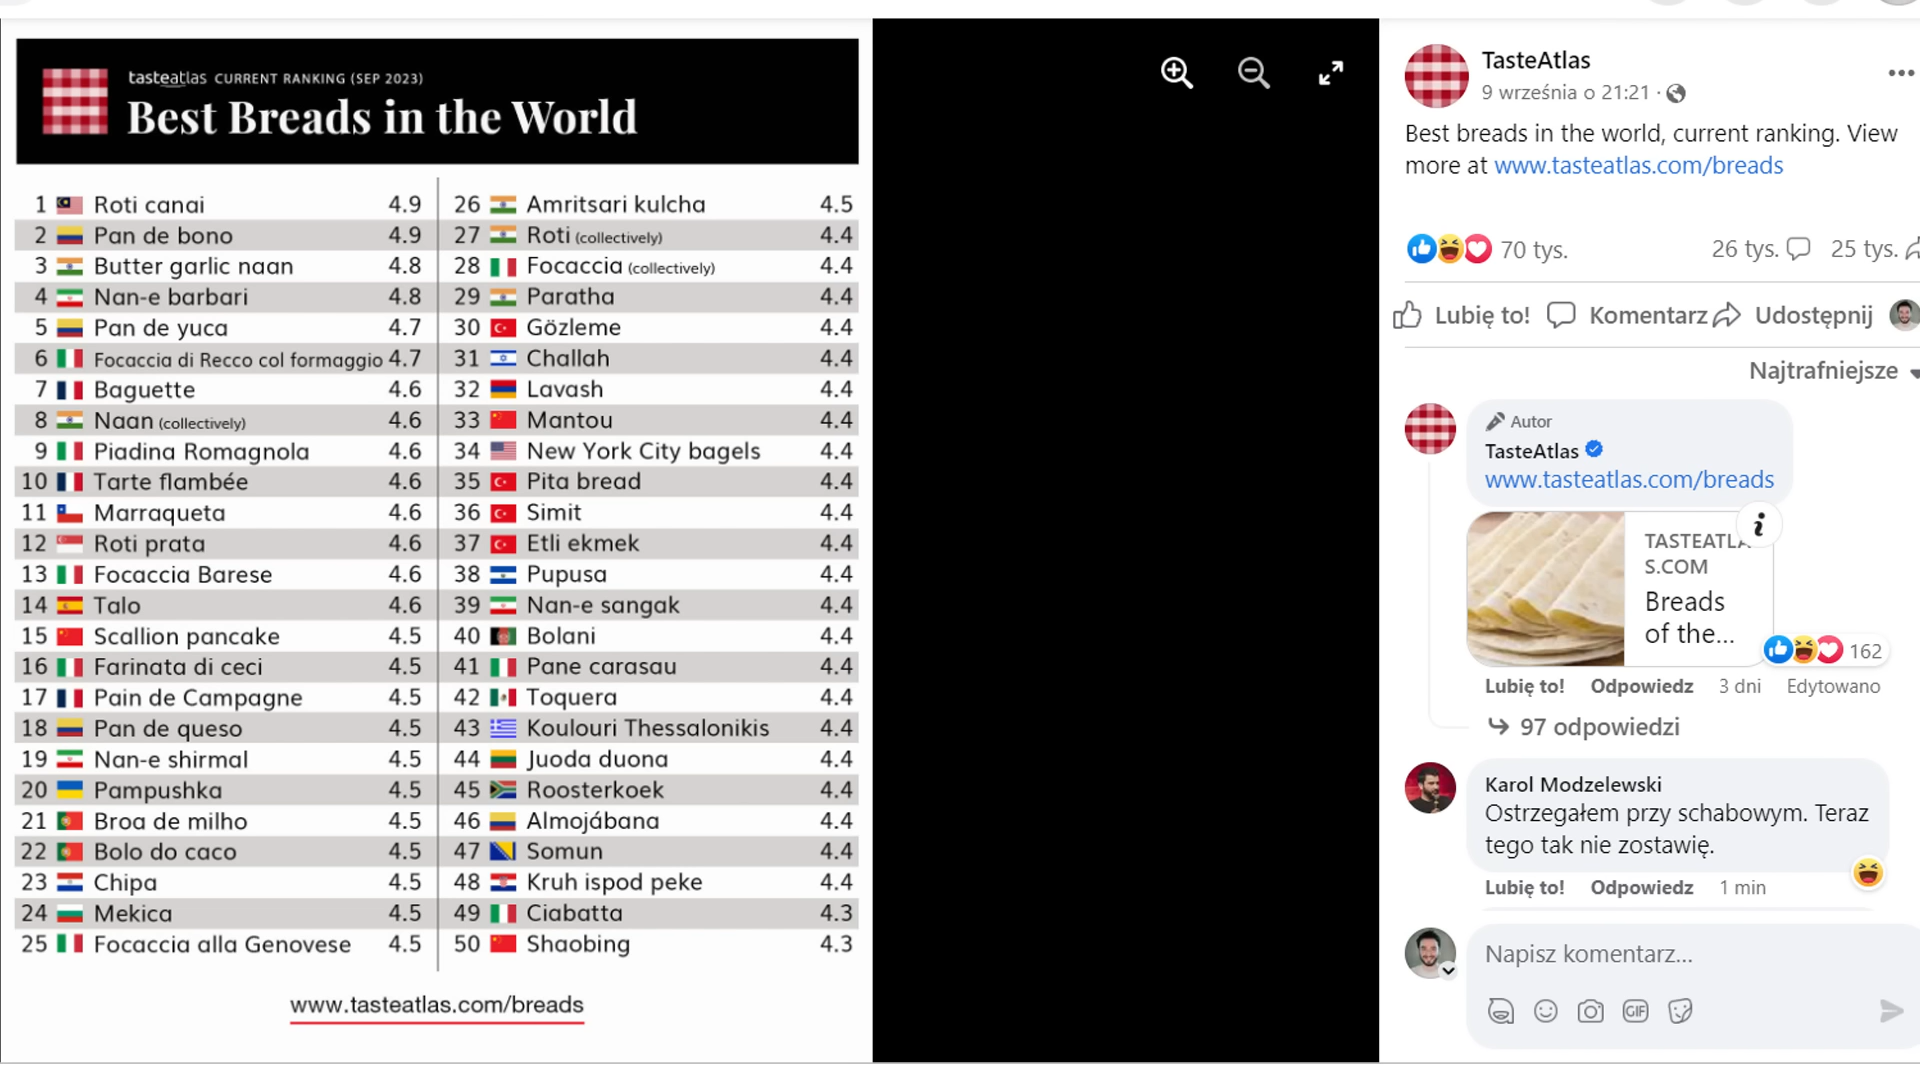 tasteatlas CURRENT RANKING (SEP 2023)
Best Breads in the World
1 Roti canai 4.9
2 Pan de bono 4.9
3 Butter garlic naan 4.8
4 Nan-e barbari 4.8
5 Pan de yuca 4.7
6 Focaccia di Recco col formaggio 4.7
7 Baguette 4.6
8 Naan (collectively) 4.6
9 Piadina Romagnola 4.6
10 Tarte flambée 4.6
11 Marraqueta 4.6
12 Roti prata 4.6
13 Focaccia Barese 4.6
14 Talo 4.6
15 Scallion pancake 4.5
16 Farinata di ceci 4.5
17 Pain de Campagne 4.5
18 Pan de queso 4.5
19 Nan-e shirmal 4.5
20 Pampushka 4.5
21 Broa de milho 4.5
22 Bolo do caco 4.5
23 Chipa 4.5
24 Mekica 4.5
25 Focaccia alla Genovese 4.5
26 Amritsari kulcha 4.5
27 Roti (collectively) 4.4
28 Focaccia (collectively) 4.4
29 Paratha 4.4
30 Gözleme 4.4
31 Challah 4.4
32 Lavash 4.4
33 Mantou 4.4
34 New York City bagels 4.4
35 Pita bread 4.4
36 Simit 4.4
37 Etli ekmek 4.4
38 Pupusa 4.4
39 Nan-e sangak 4.4
40 Bolani 4.4
41 Pane carasau 4.4
42 Toquera 4.4
43 Koulouri Thessalonikis 4.4
44 Juoda duona 4.4
45 Roosterkoek 4.4
46 Almojábana 4.4
47 Somun 4.4
48 Kruh ispod peke 4.4
49 Ciabatta 4.3
50 Shaobing 4.3
www.tasteatlas.com/breads
TasteAtlas
9 września o 21:21 ·
Best breads in the world, current ranking. View
more at www.tasteatlas.com/breads
70 tys. 26 tys. 25 tys.
Lubię to! Komentarz Udostępnij
Najtrafniejsze
Autor
TasteAtlas
www.tasteatlas.com/breads
TASTEATLA
S.COM
Breads
of the...
162
Lubię to! Odpowiedz 3 dni Edytowano
97 odpowiedzi
Karol Modzelewski
Ostrzegałem przy schabowym. Teraz
tego tak nie zostawię.
Lubię to! Odpowiedz 1 min
Napisz komentarz...
GIF